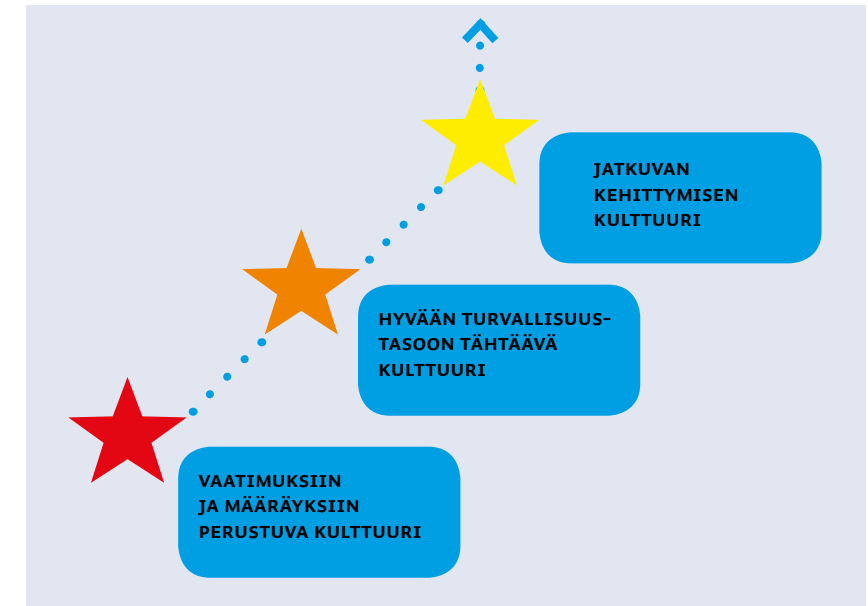 JATKUVAN
KEHITTYMISEN
KULTTUURI
HYVÄÄN TURVALLISUUS-
TASOON TÄHTÄÄVÄ
KULTTUURI
VAATIMUKSIIN
JA MÄÄRÄYKSIIN
PERUSTUVA KULTTUURI